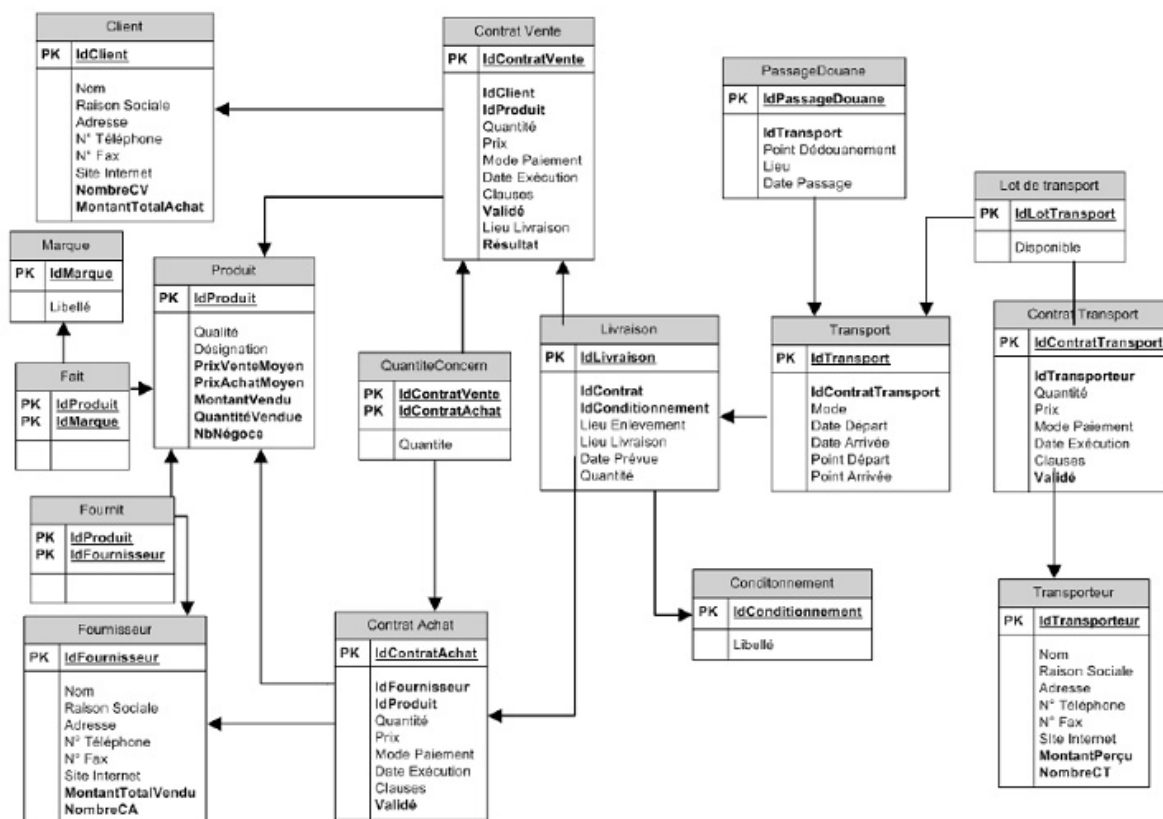 Client
PK IdClient
Nom
Raison Sociale
Adresse
N° Téléphone
N° Fax
Site Internet
NombreCV
MontantTotalAchat
Contrat Vente
PK IdContratVente
IdClient
IdProduit
Quantité
Prix
Mode Paiement
Date Exécution
Clauses
Validé
Lieu Livraison
Résultat
PassageDouane
PK IdPassageDouane
IdTransport
Point Dédouanement
Lieu
Date Passage
Lot de transport
PK IdLotTransport
Disponible
Marque
PK IdMarque
Libellé
Produit
PK IdProduit
Qualité
Désignation
PrixVenteMoyen
PrixAchatMoyen
MontantVendu
QuantitéVendue
NbNégoce
Fait
PK IdProduit
PK IdMarque
QuantiteConcern
PK IdContratVente
PK IdContratAchat
Quantite
Livraison
PK IdLivraison
IdContrat
IdConditionnement
Lieu Enlevement
Lieu Livraison
Date Prévue
Quantité
Transport
PK IdTransport
IdContratTransport
Mode
Date Depart
Date Arrivée
Point Départ
Point Arrivée
Contrat Transport
PK IdContratTransport
IdTransporteur
Quantité
Prix
Mode Paiement
Date Exécution
Clauses
Validé
Fournit
PK IdProduit
PK IdFournisseur
Fournisseur
PK IdFournisseur
Nom
Raison Sociale
Adresse
N° Téléphone
N° Fax
Site Internet
MontantTotalVendu
NombreCA
Contrat Achat
PK IdContratAchat
IdFournisseur
IdProduit
Quantité
Prix
Mode Paiement
Date Exécution
Clauses
Validé
Conditonnement
PK IdConditionnement
Libellé
Transporteur
PK IdTransporteur
Nom
Raison Sociale
Adresse
N° Téléphone
N° Fax
Site Internet
MontantPerçu
NombreCT